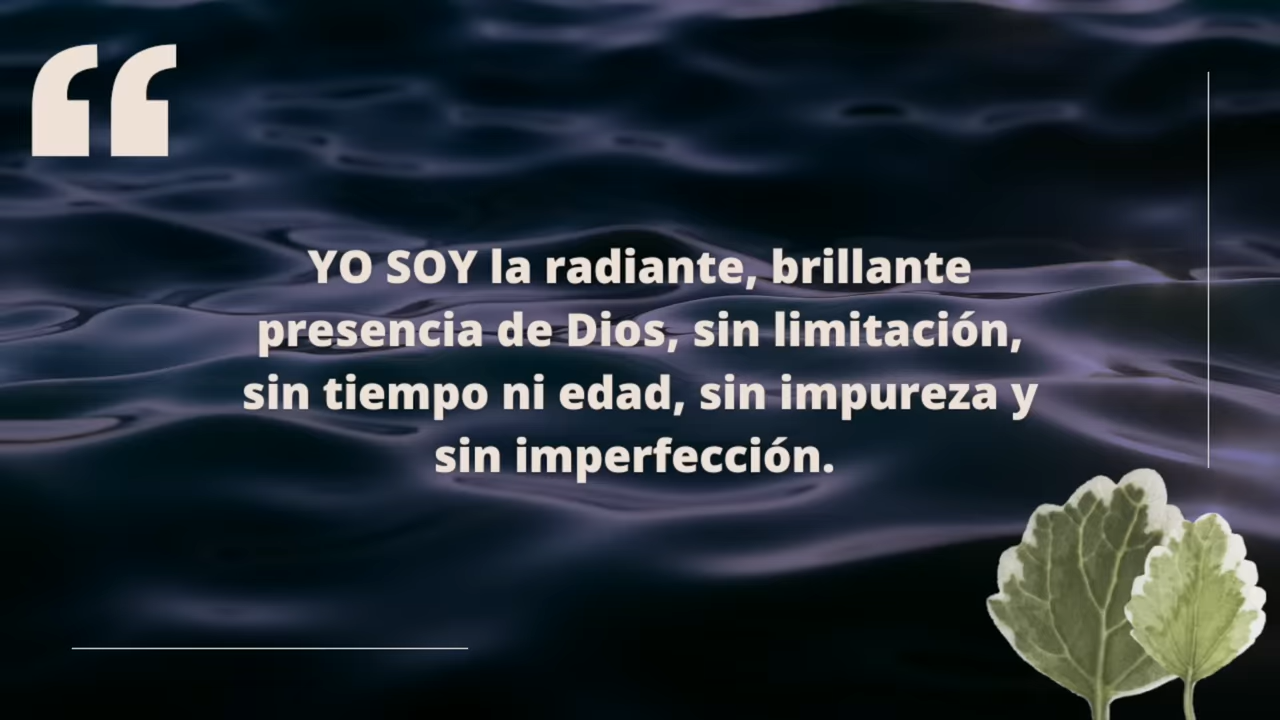 “
YO SOY la radiante, brillante
presencia de Dios, sin limitación,
sin tiempo ni edad, sin impureza y
sin imperfección.